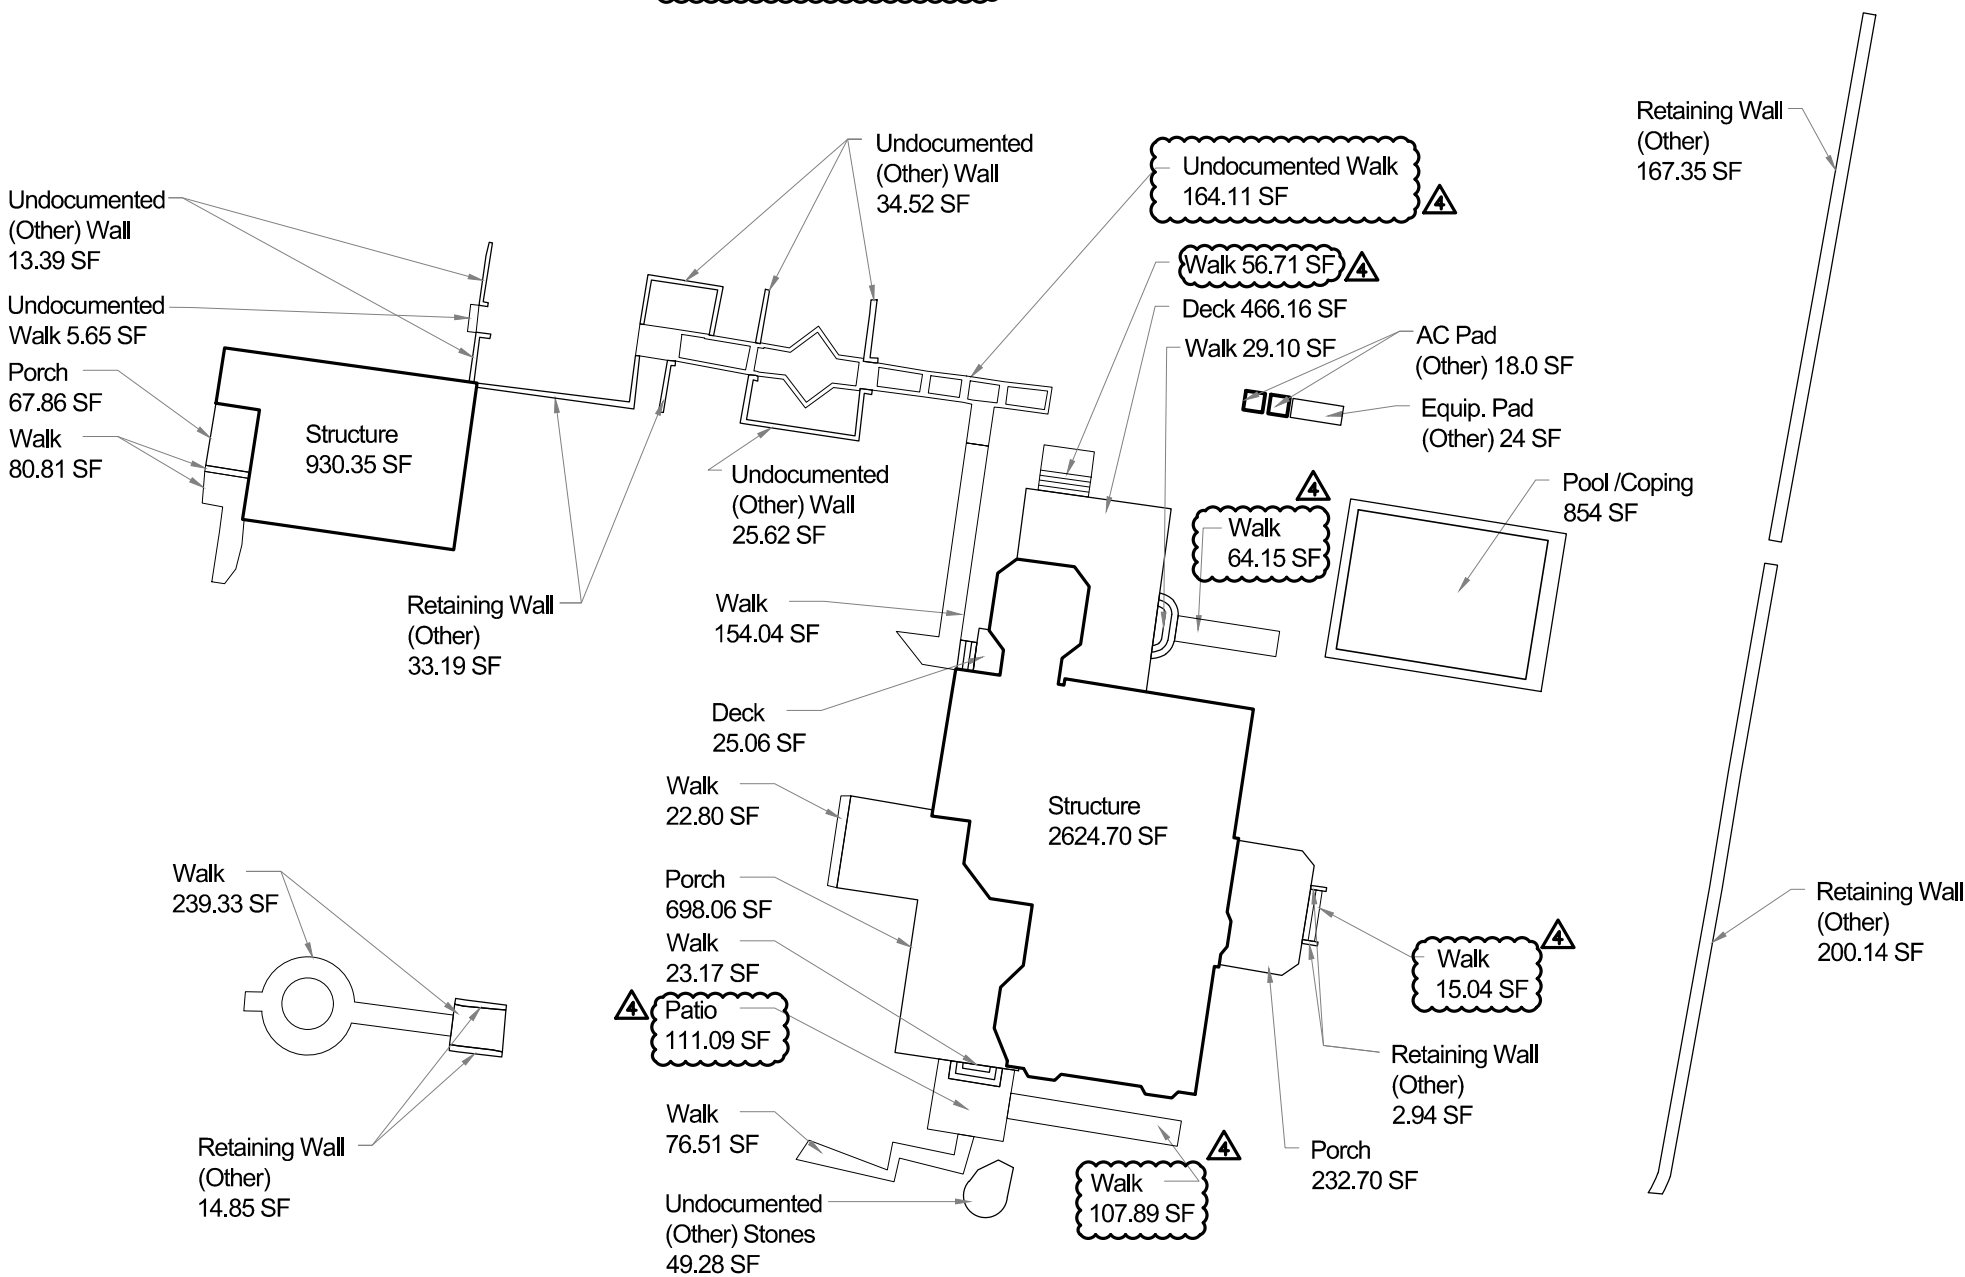 Retaining Wall
(Other)
167.35 SF
Undocumented
(Other) Wall
34.52 SF
Undocumented Walk
164.11 SF
4
Undocumented
(Other) Wall
13.39 SF
Walk 56.71 SF
4
Undocumented
Walk 5.65 SF
Deck 466.16 SF
Walk 29.10 SF
AC Pad
(Other) 18.0 SF
Porch
67.86 SF
Equip. Pad
(Other) 24 SF
Walk
80.81 SF
Structure
930.35 SF
Undocumented
(Other) Wall
25.62 SF
4
Walk
64.15 SF
Pool /Coping
854 SF
Retaining Wall
(Other)
33.19 SF
Walk
154.04 SF
Deck
25.06 SF
Walk
22.80 SF
Structure
2624.70 SF
Walk
239.33 SF
Porch
698.06 SF
Walk
23.17 SF
Retaining Wall
(Other)
200.14 SF
4
Walk
15.04 SF
4
Patio
111.09 SF
Retaining Wall
(Other)
2.94 SF
Walk
76.51 SF
Retaining Wall
(Other)
14.85 SF
4
Porch
232.70 SF
Walk
107.89 SF
Undocumented
(Other) Stones
49.28 SF